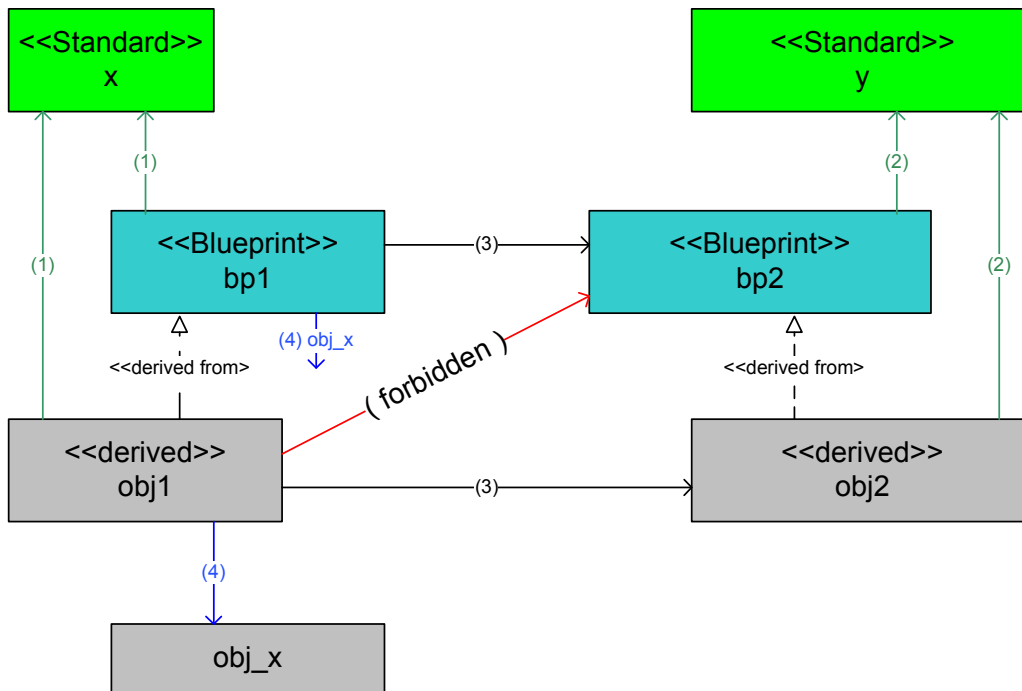 <<Standard>>
x
<<Standard>>
y
(1)
(2)
<<Blueprint>>
bp1
(3)
<<Blueprint>>
bp2
(1)
(2)
(4) obj_x
( forbidden )
<<derived from>
<<derived from>
<<derived>>
obj1
(3)
<<derived>>
obj2
(4)
obj_x